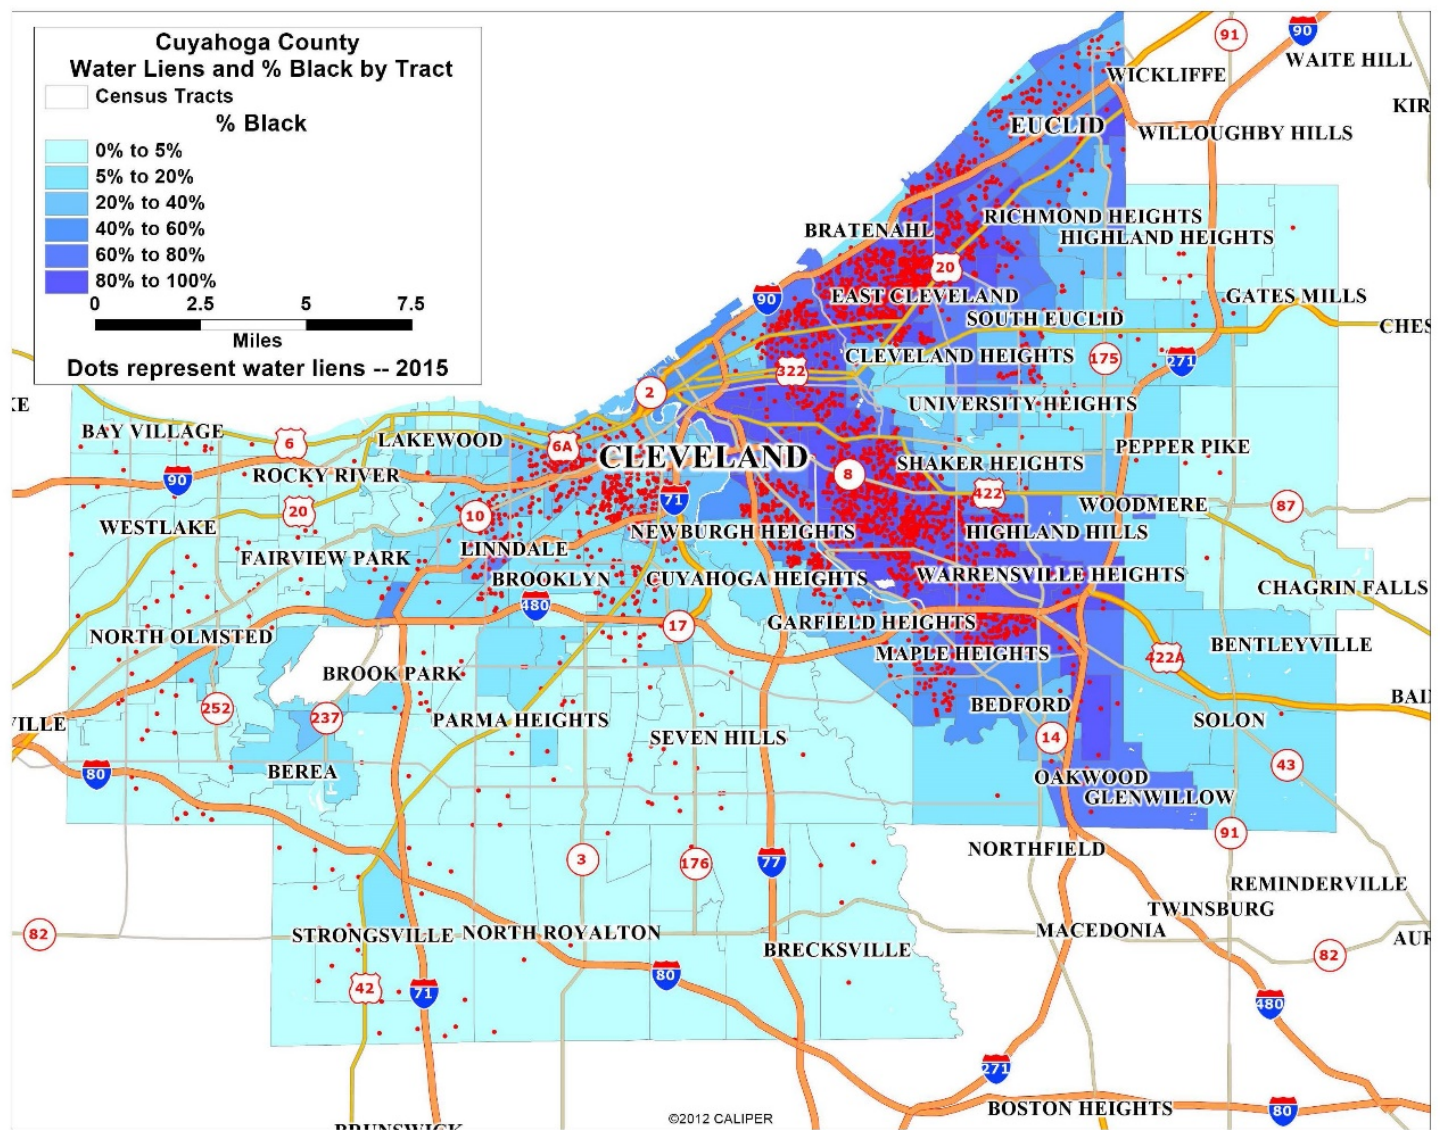 Cuyahoga County
Water Liens and % Black by Tract
Census Tracts
% Black
0% to 5%
5% to 20%
20% to 40%
40% to 60%
60% to 80%
80% to 100%
0 2.5 5 7.5
Miles
Dots represent water liens -- 2015
91
90
WAITE HILL
WICKLIFFE
KIR
EUCLID
WILLOUGHBY HILLS
RICHMOND HEIGHTS
BRATENAHL
HIGHLAND HEIGHTS
20
90
EAST CLEVELAND
GATES MILLS
SOUTH EUCLID
CHES
CLEVELAND HEIGHTS
175
271
322
2
KE
UNIVERSITY HEIGHTS
BAY VILLAGE
6
LAKEWOOD
6A
PEPPER PIKE
CLEVELAND
SHAKER HEIGHTS
8
ROCKY RIVER
90
422
71
WOODMERE
87
20
10
WESTLAKE
NEWBURGH HEIGHTS
HIGHLAND HILLS
LINNDALE
FAIRVIEW PARK
BROOKLYN
CUYAHOGA HEIGHTS
WARRENSVILLE HEIGHTS
CHAGRIN FALLS
480
17
GARFIELD HEIGHTS
NORTH OLMSTED
BENTLEYVILLE
MAPLE HEIGHTS
422A
BROOK PARK
BAI
252
237
BEDFORD
VILLE
PARMA HEIGHTS
SOLON
SEVEN HILLS
14
43
80
BEREA
OAKWOOD
GLENWILLOW
91
NORTHFIELD
3
176
77
REMINDERVILLE
TWINSBURG
82
STRONGSVILLE
NORTH ROYALTON
MACEDONIA
AUR
BRECKSVILLE
82
80
42
71
480
271
BOSTON HEIGHTS
80
©2012 CALIPER
BRUNSWICK